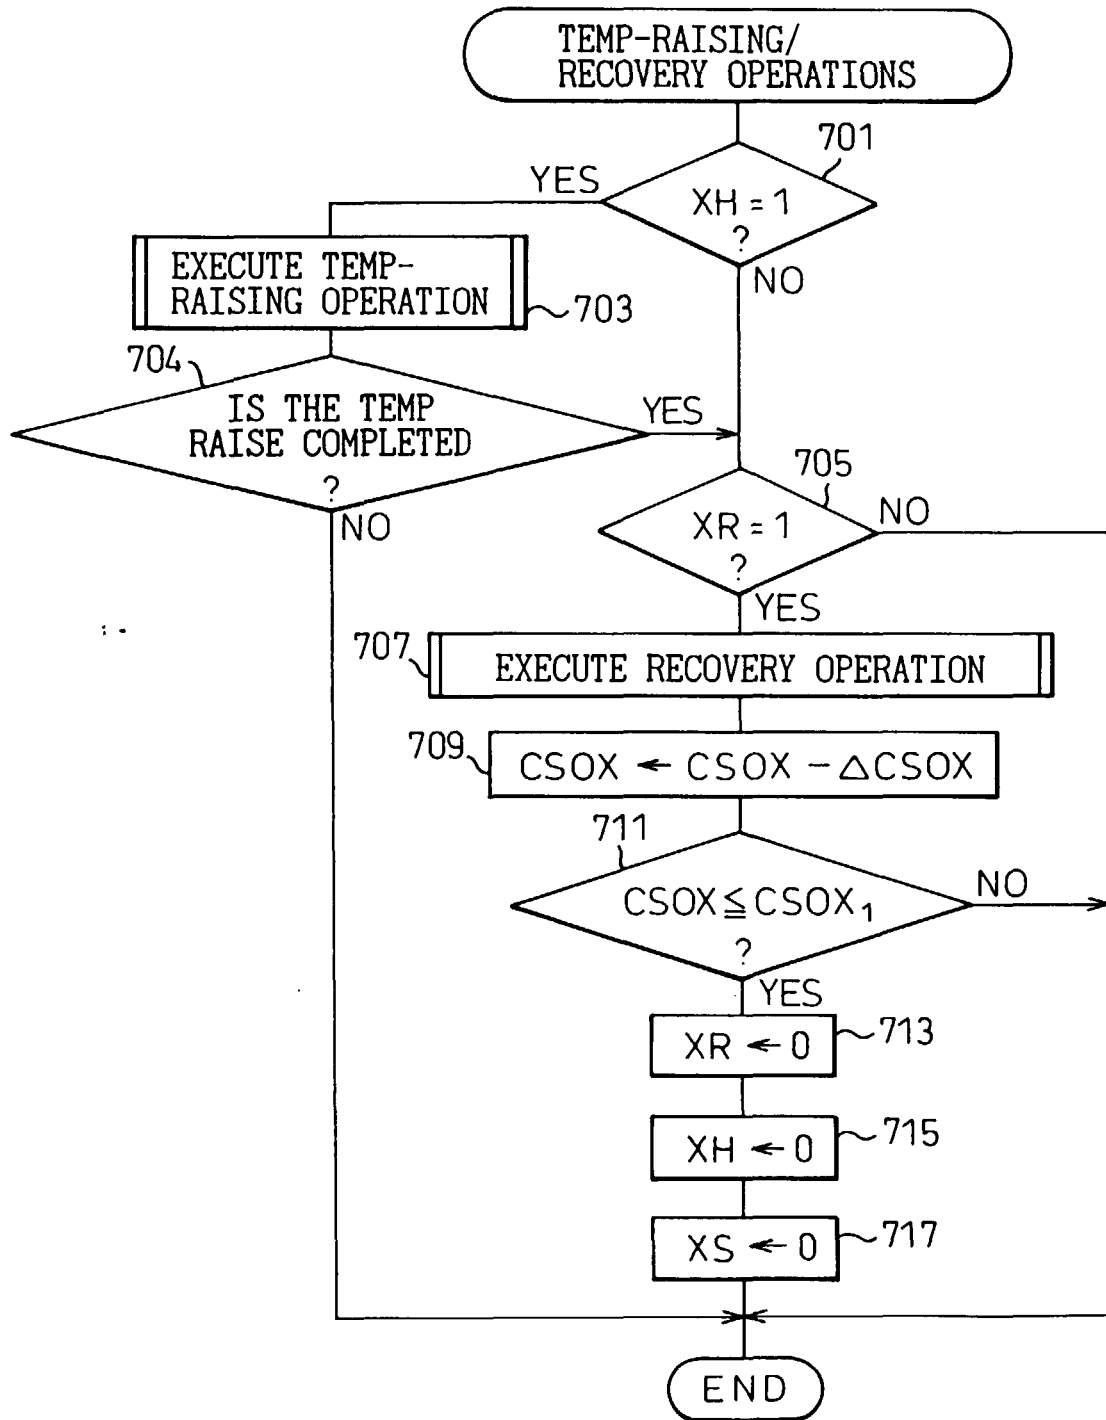 TEMP-RAISING/
RECOVERY OPERATIONS
701
YES
XH = 1
?
NO
EXECUTE TEMP-
RAISING OPERATION
703
704
IS THE TEMP
RAISE COMPLETED
?
YES
NO
705
XR = 1
?
NO
YES
707
EXECUTE RECOVERY OPERATION
709
CSOX ← CSOX − △CSOX
711
CSOX ≦ CSOX₁
?
NO
YES
XR ← 0
713
XH ← 0
715
XS ← 0
717
END